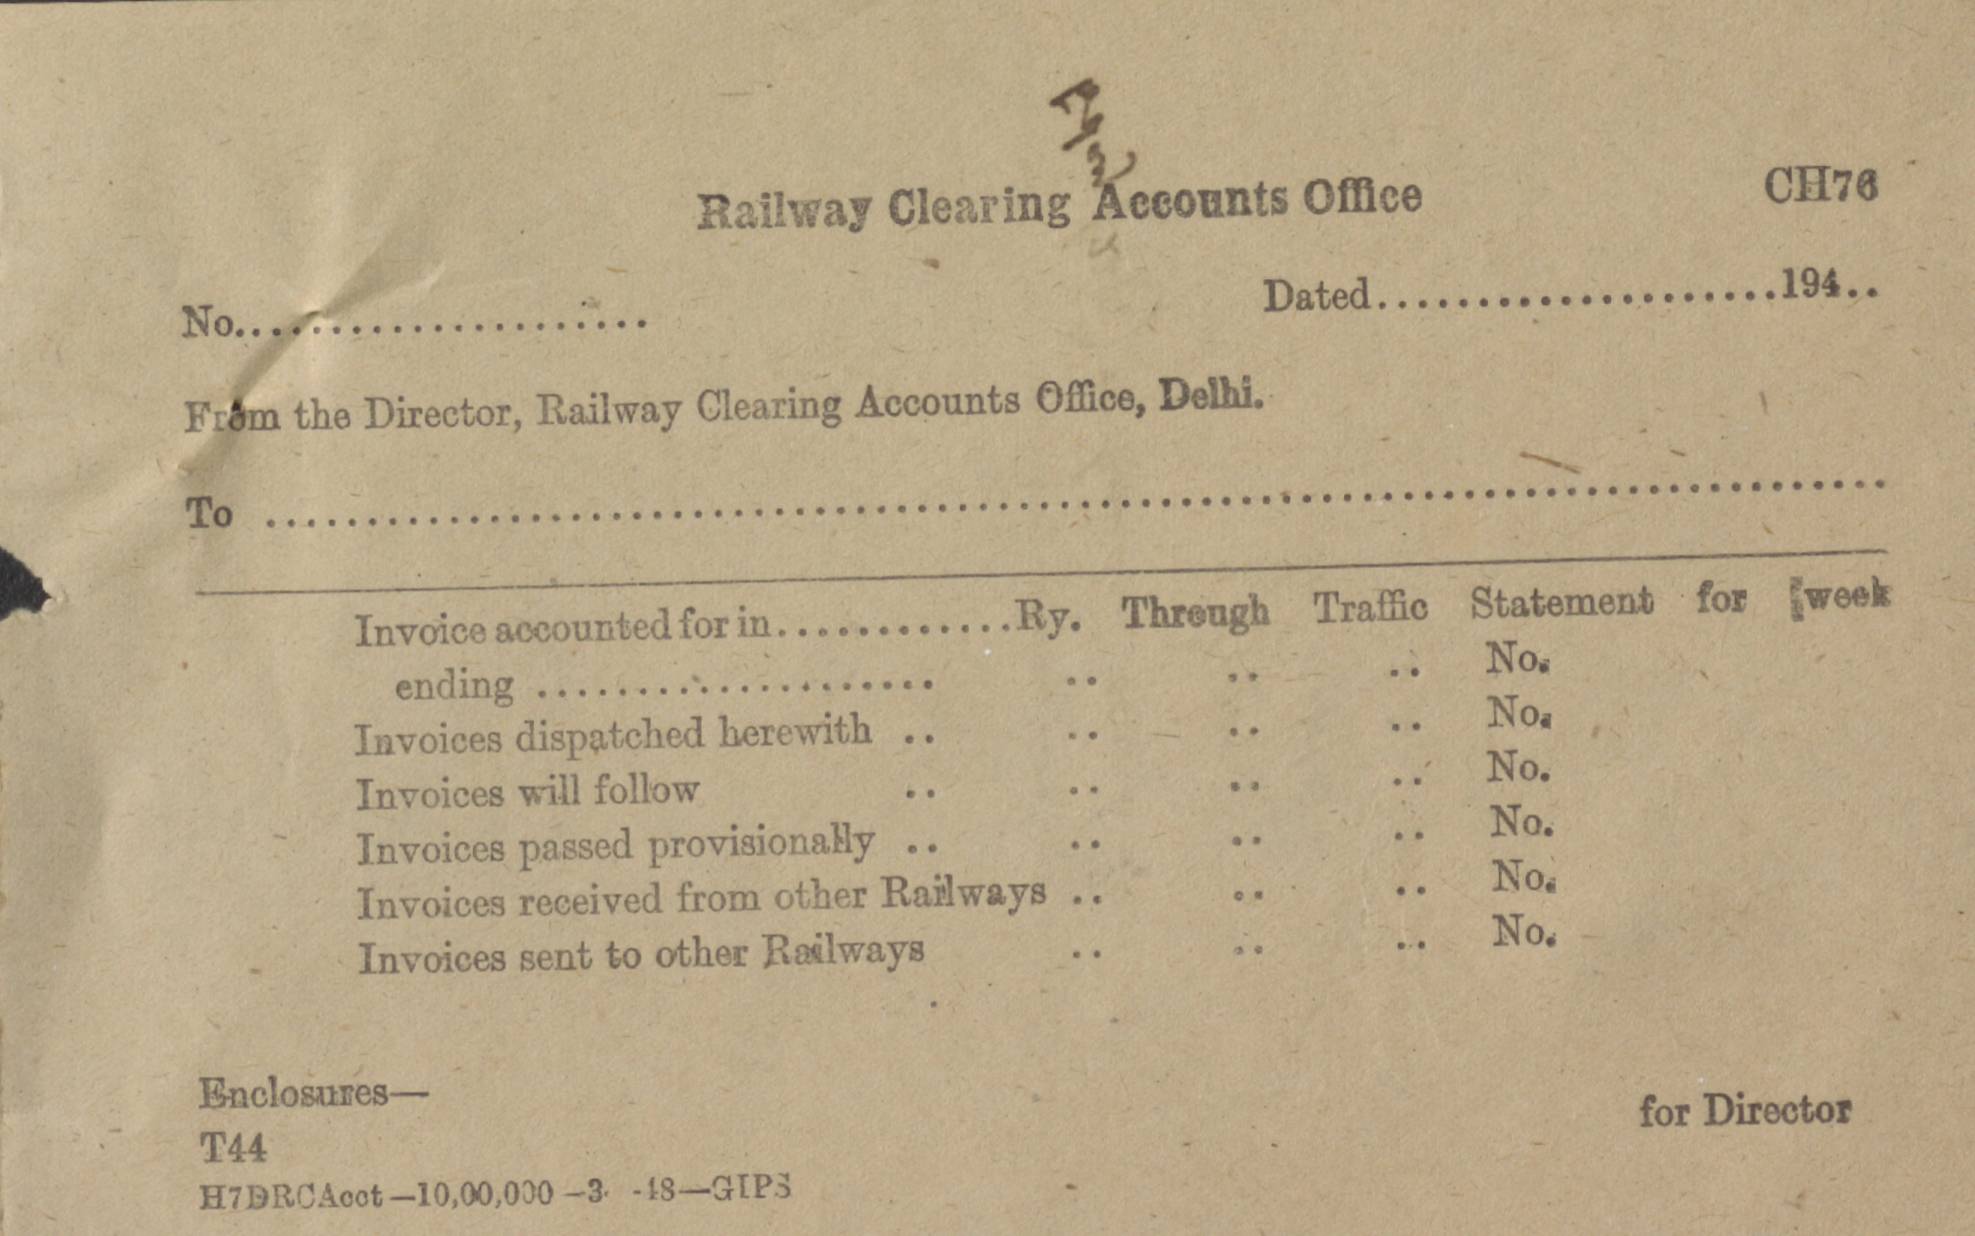 Railway Clearing Accounts Office CH76
No....................... Dated....................194..
From the Director, Railway Clearing Accounts Office, Delhi.
To ................................................................................
Invoice accounted for in............Ry. Through Traffic Statement for week
ending .................... .. .. .. No.
Invoices dispatched herewith .. .. .. .. No.
Invoices will follow .. .. .. .. No.
Invoices passed provisionally .. .. .. .. No.
Invoices received from other Railways .. .. .. No.
Invoices sent to other Railways .. .. .. No.
Enclosures—
for Director
T44
H7DRCAcct—10,00,000—3- -48—GIPS